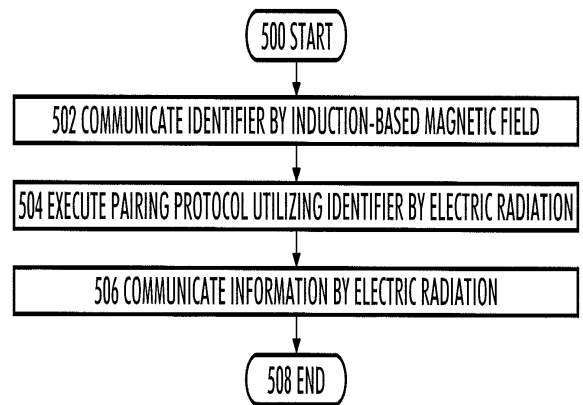 500 START
502 COMMUNICATE IDENTIFIER BY INDUCTION-BASED MAGNETIC FIELD
504 EXECUTE PAIRING PROTOCOL UTILIZING IDENTIFIER BY ELECTRIC RADIATION
506 COMMUNICATE INFORMATION BY ELECTRIC RADIATION
508 END